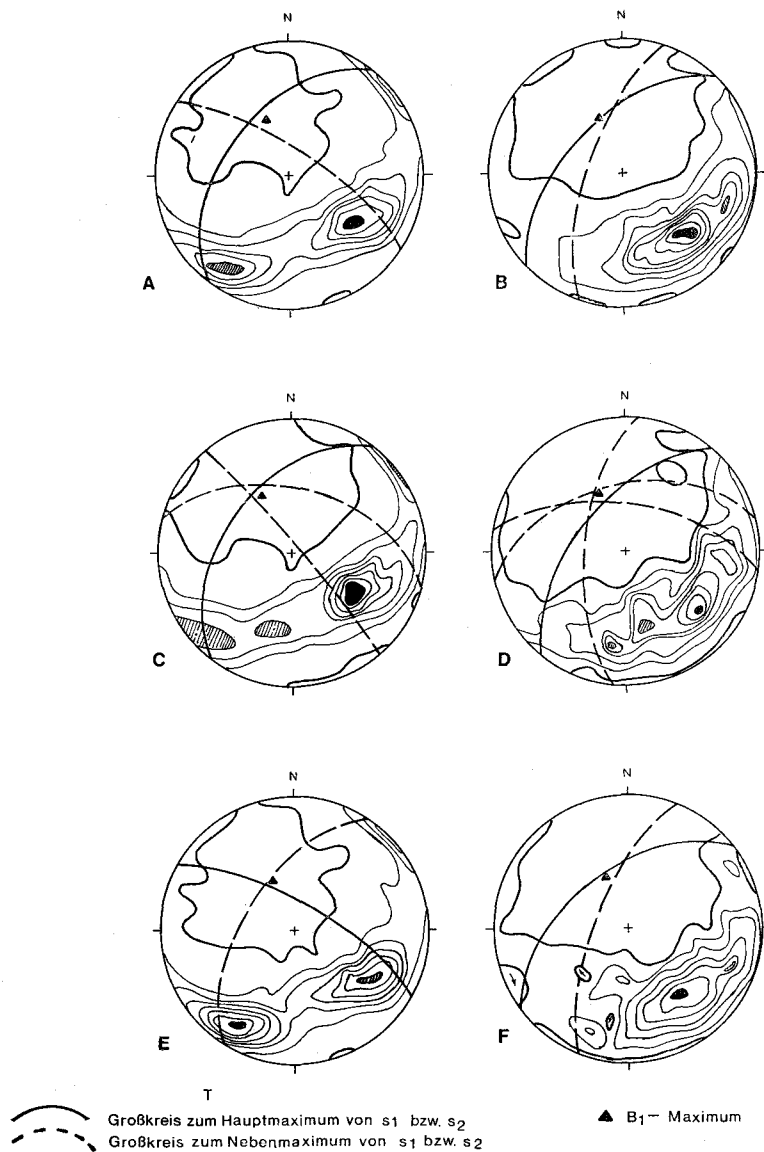 N
N
A
B
N
N
C
D
N
N
E
F
T
Großkreis zum Hauptmaximum von s1 bzw. s2
Großkreis zum Nebenmaximum von s1 bzw. s2
B1– Maximum